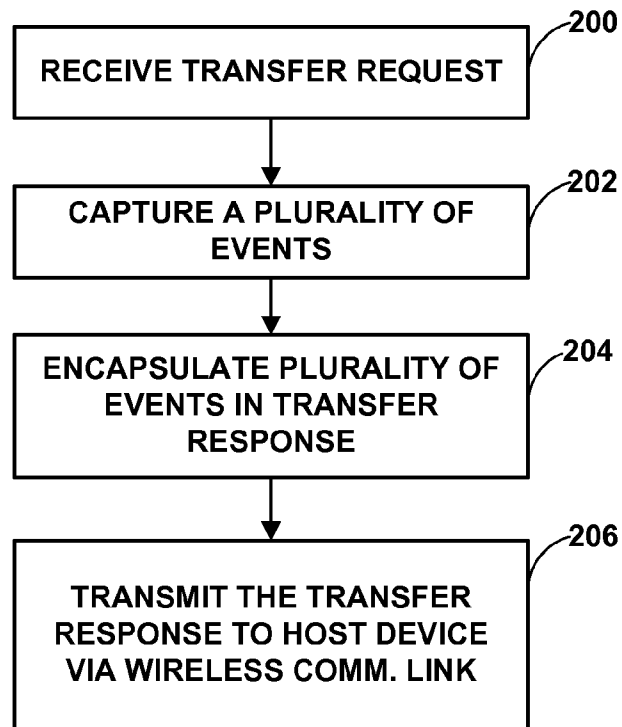 200
RECEIVE TRANSFER REQUEST
202
CAPTURE A PLURALITY OF
EVENTS
204
ENCAPSULATE PLURALITY OF
EVENTS IN TRANSFER
RESPONSE
206
TRANSMIT THE TRANSFER
RESPONSE TO HOST DEVICE
VIA WIRELESS COMM. LINK